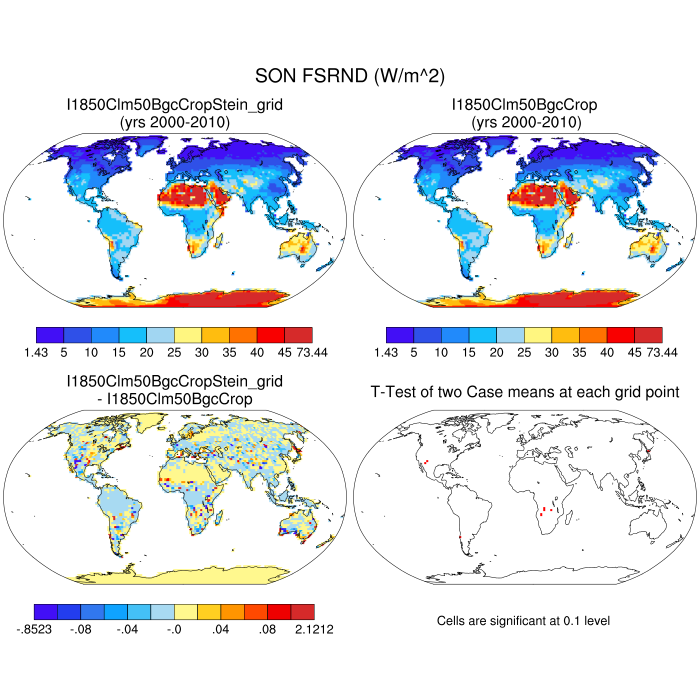 SON FSRND (W/m^2)
I1850Clm50BgcCropStein_grid
(yrs 2000-2010)
I1850Clm50BgcCrop
(yrs 2000-2010)
1.43 5 10 15 20 25 30 35 40 45 73.44
1.43 5 10 15 20 25 30 35 40 45 73.44
I1850Clm50BgcCropStein_grid
- I1850Clm50BgcCrop
T-Test of two Case means at each grid point
-.8523 -.08 -.04 -.0 .04 .08 2.1212
Cells are significant at 0.1 level